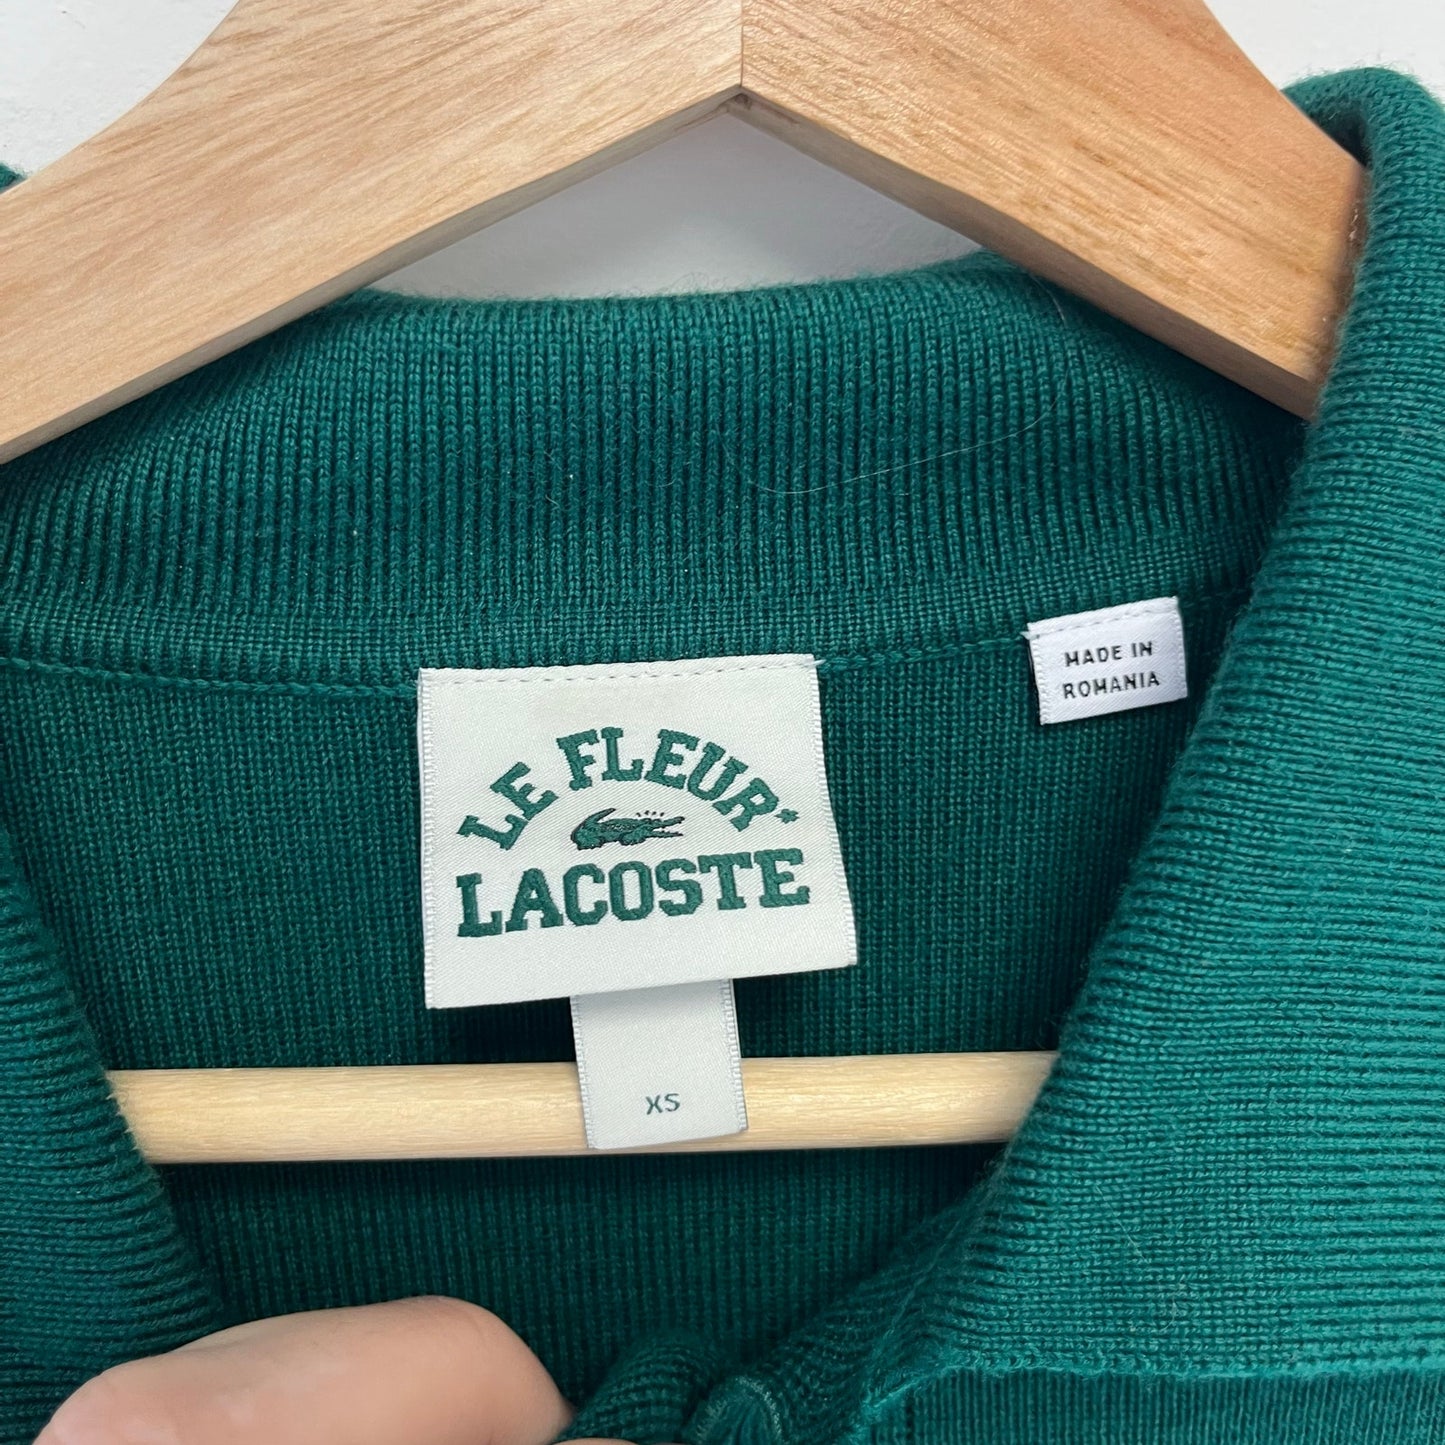 LE FLEUR*
LACOSTE
XS
MADE IN
ROMANIA